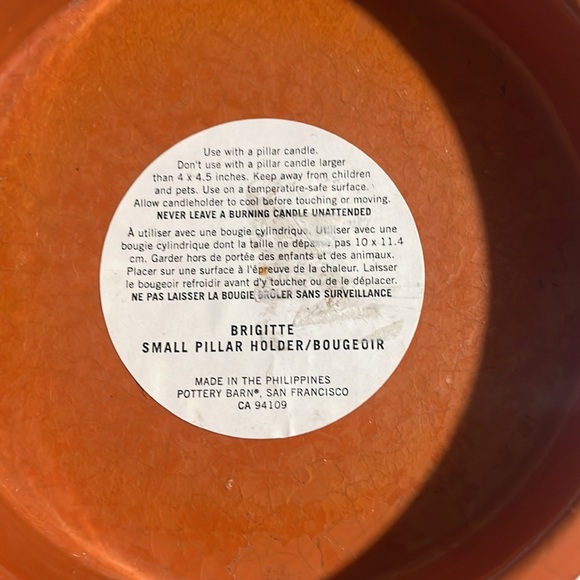 Use with a pillar candle.
Don't use with a pillar candle larger
than 4 x 4.5 inches. Keep away from children
and pets. Use on a temperature-safe surface.
Allow candleholder to cool before touching or moving.
NEVER LEAVE A BURNING CANDLE UNATTENDED
À utiliser avec une bougie cylindrique. Utiliser avec une
bougie cylindrique dont la taille ne dépasse pas 10 x 11.4
cm. Garder hors de portée des enfants et des animaux.
Placer sur une surface à l'épreuve de la chaleur. Laisser
le bougeoir refroidir avant d'y toucher ou de le déplacer.
NE PAS LAISSER LA BOUGIE BRÛLER SANS SURVEILLANCE
BRIGITTE
SMALL PILLAR HOLDER/BOUGEOIR
MADE IN THE PHILIPPINES
POTTERY BARN®, SAN FRANCISCO
CA 94109